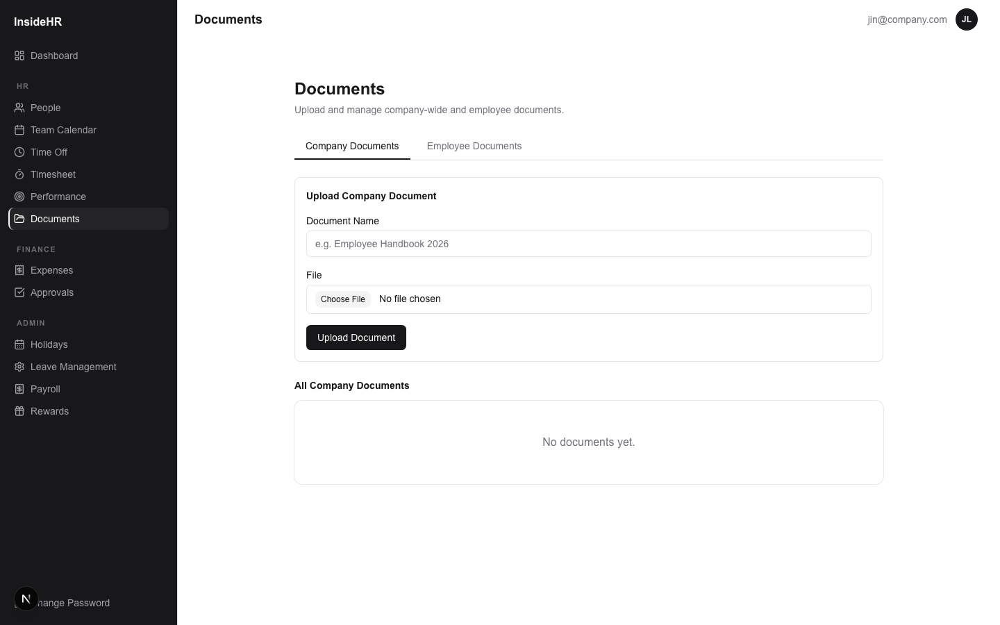 InsideHR
Dashboard
HR
People
Team Calendar
Time Off
Timesheet
Performance
Documents
FINANCE
Expenses
Approvals
ADMIN
Holidays
Leave Management
Payroll
Rewards
N
hange Password
Documents
jin@company.com
JL
Documents
Upload and manage company-wide and employee documents.
Company Documents
Employee Documents
Upload Company Document
Document Name
e.g. Employee Handbook 2026
File
Choose File No file chosen
Upload Document
All Company Documents
No documents yet.